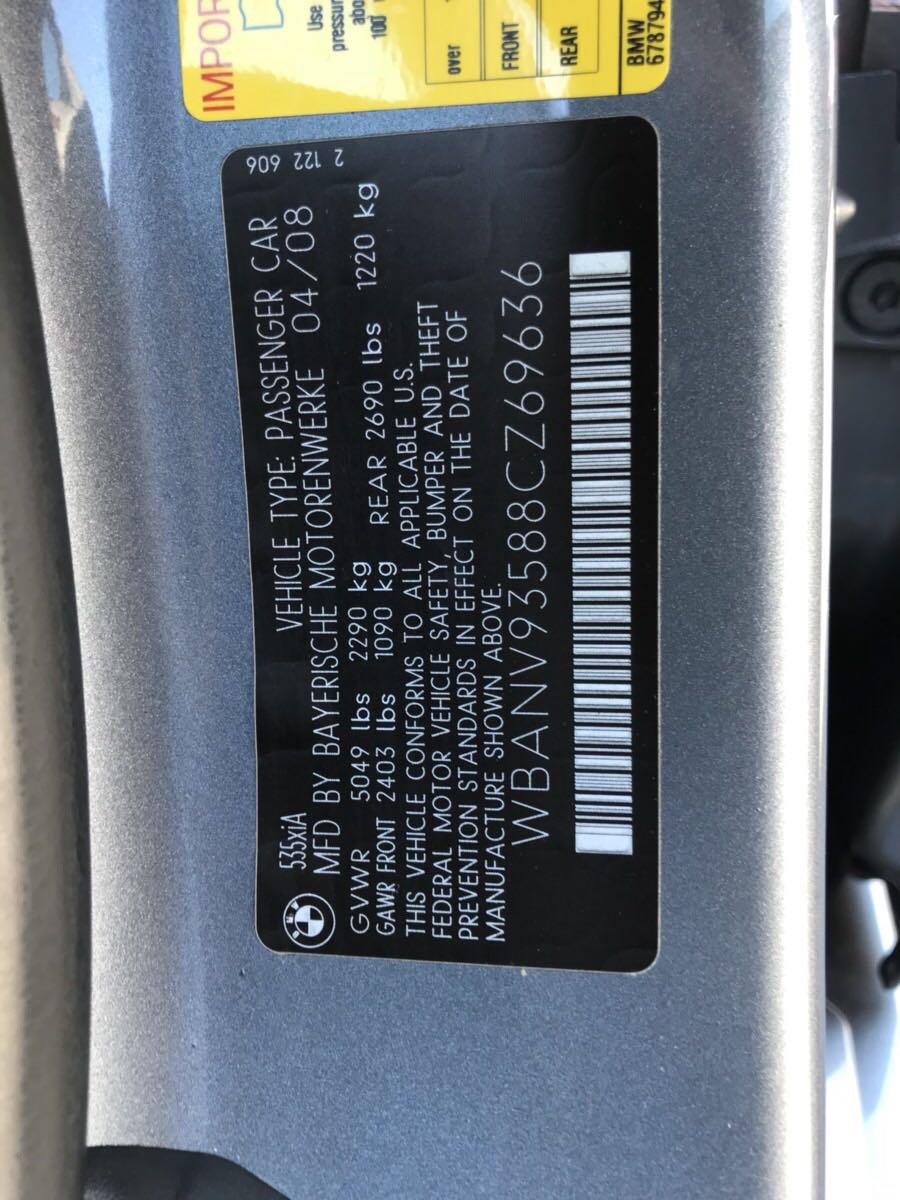 IMPOR
Use
pressur
abo
100
over
FRONT
REAR
BMW
678794
2 122 606
535xiA VEHICLE TYPE: PASSENGER CAR
MFD BY BAYERISCHE MOTORENWERKE 04/08
GVWR 5049 lbs 2290 kg
GAWR FRONT 2403 lbs 1090 kg REAR 2690 lbs 1220 kg
THIS VEHICLE CONFORMS TO ALL APPLICABLE U.S.
FEDERAL MOTOR VEHICLE SAFETY, BUMPER AND THEFT
PREVENTION STANDARDS IN EFFECT ON THE DATE OF
MANUFACTURE SHOWN ABOVE.
WBANV93588CZ69636